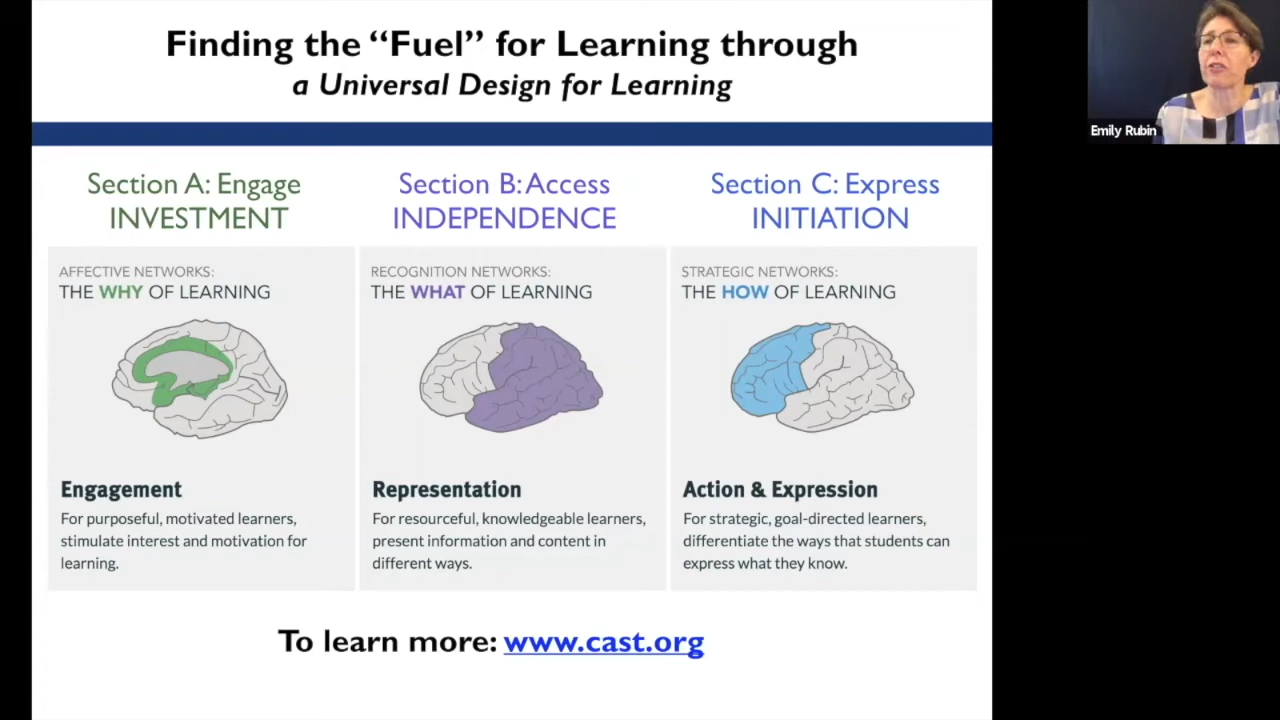 Finding the “Fuel” for Learning through
a Universal Design for Learning
Emily Rubin
Section A: Engage
INVESTMENT
Section B: Access
INDEPENDENCE
Section C: Express
INITIATION
AFFECTIVE NETWORKS:
THE WHY OF LEARNING
Engagement
For purposeful, motivated learners,
stimulate interest and motivation for
learning.
RECOGNITION NETWORKS:
THE WHAT OF LEARNING
Representation
For resourceful, knowledgeable learners,
present information and content in
different ways.
STRATEGIC NETWORKS:
THE HOW OF LEARNING
Action & Expression
For strategic, goal-directed learners,
differentiate the ways that students can
express what they know.
To learn more: www.cast.org